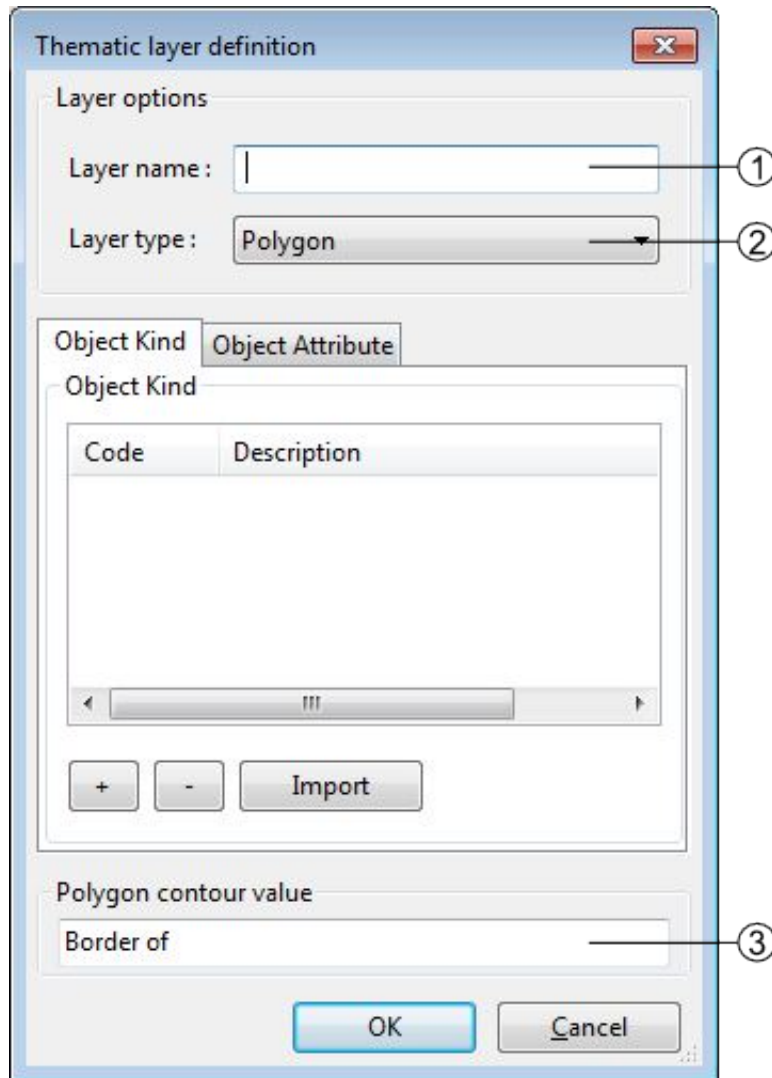 Thematic layer definition
Layer options
Layer name :
1
Layer type :
Polygon
2
Object Kind
Object Attribute
Object Kind
Code
Description
+
-
Import
Polygon contour value
Border of
3
OK
Cancel